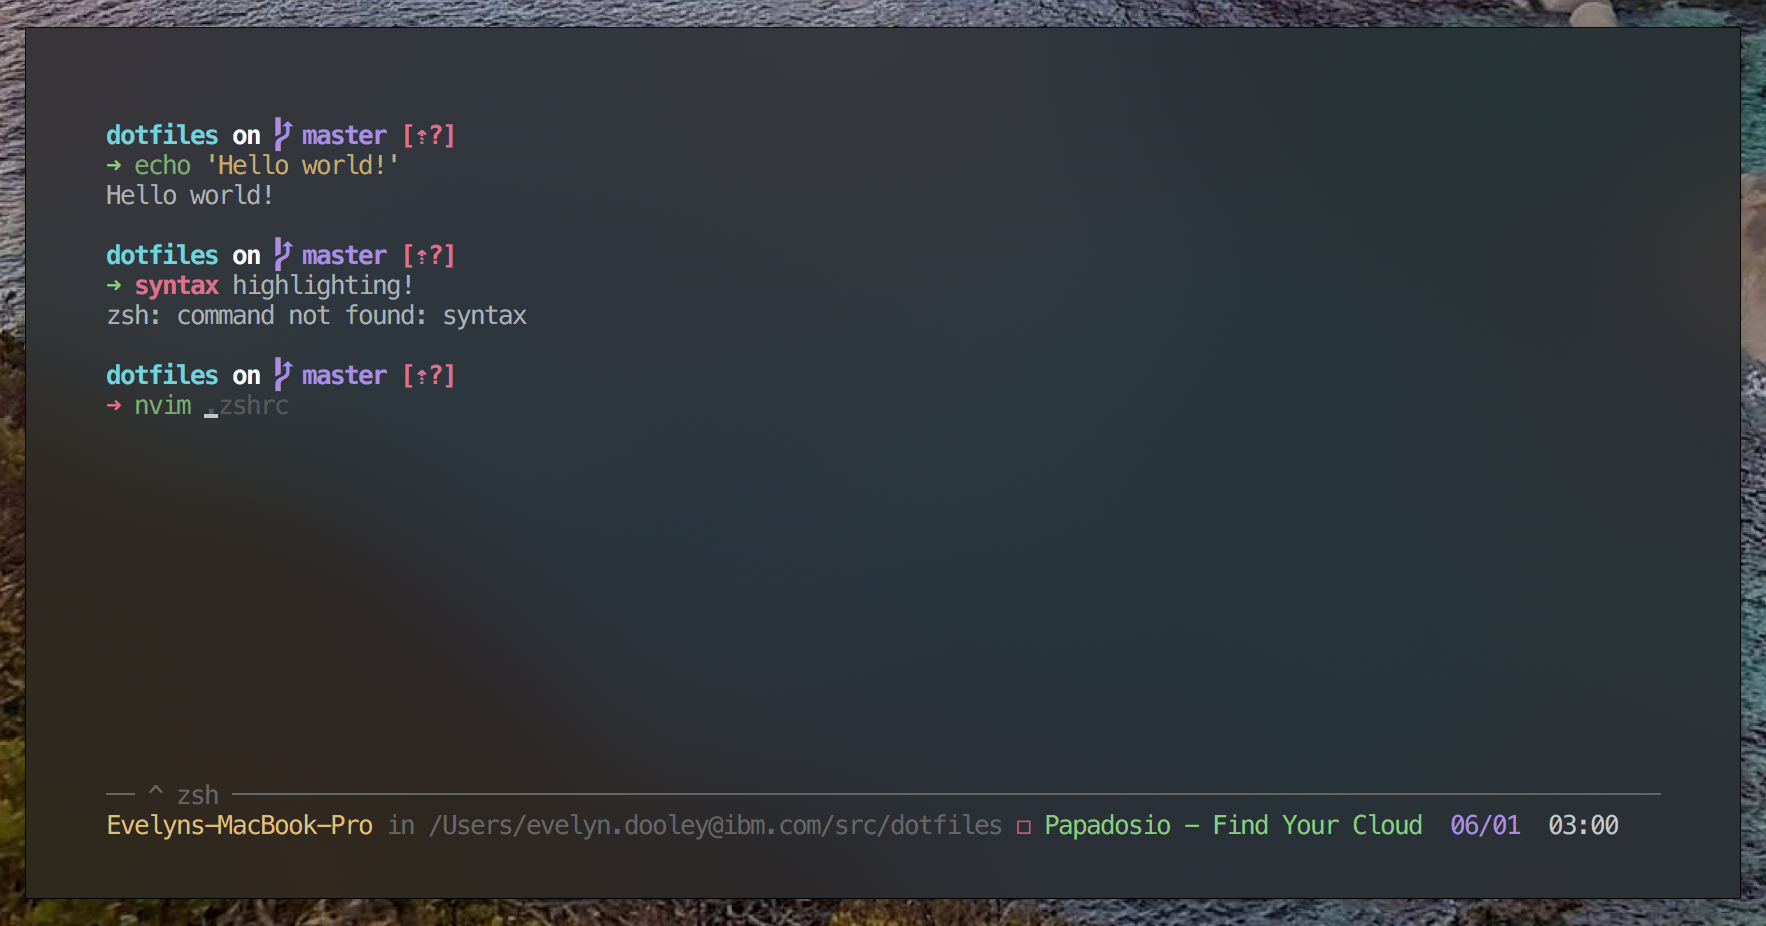 dotfiles on  master [⇡?]
➜ echo 'Hello world!'
Hello world!
dotfiles on  master [⇡?]
➜ syntax highlighting!
zsh: command not found: syntax
dotfiles on  master [⇡?]
➜ nvim .zshrc
── ^ zsh ──
Evelyns-MacBook-Pro in /Users/evelyn.dooley@ibm.com/src/dotfiles □ Papadosio - Find Your Cloud 06/01 03:00